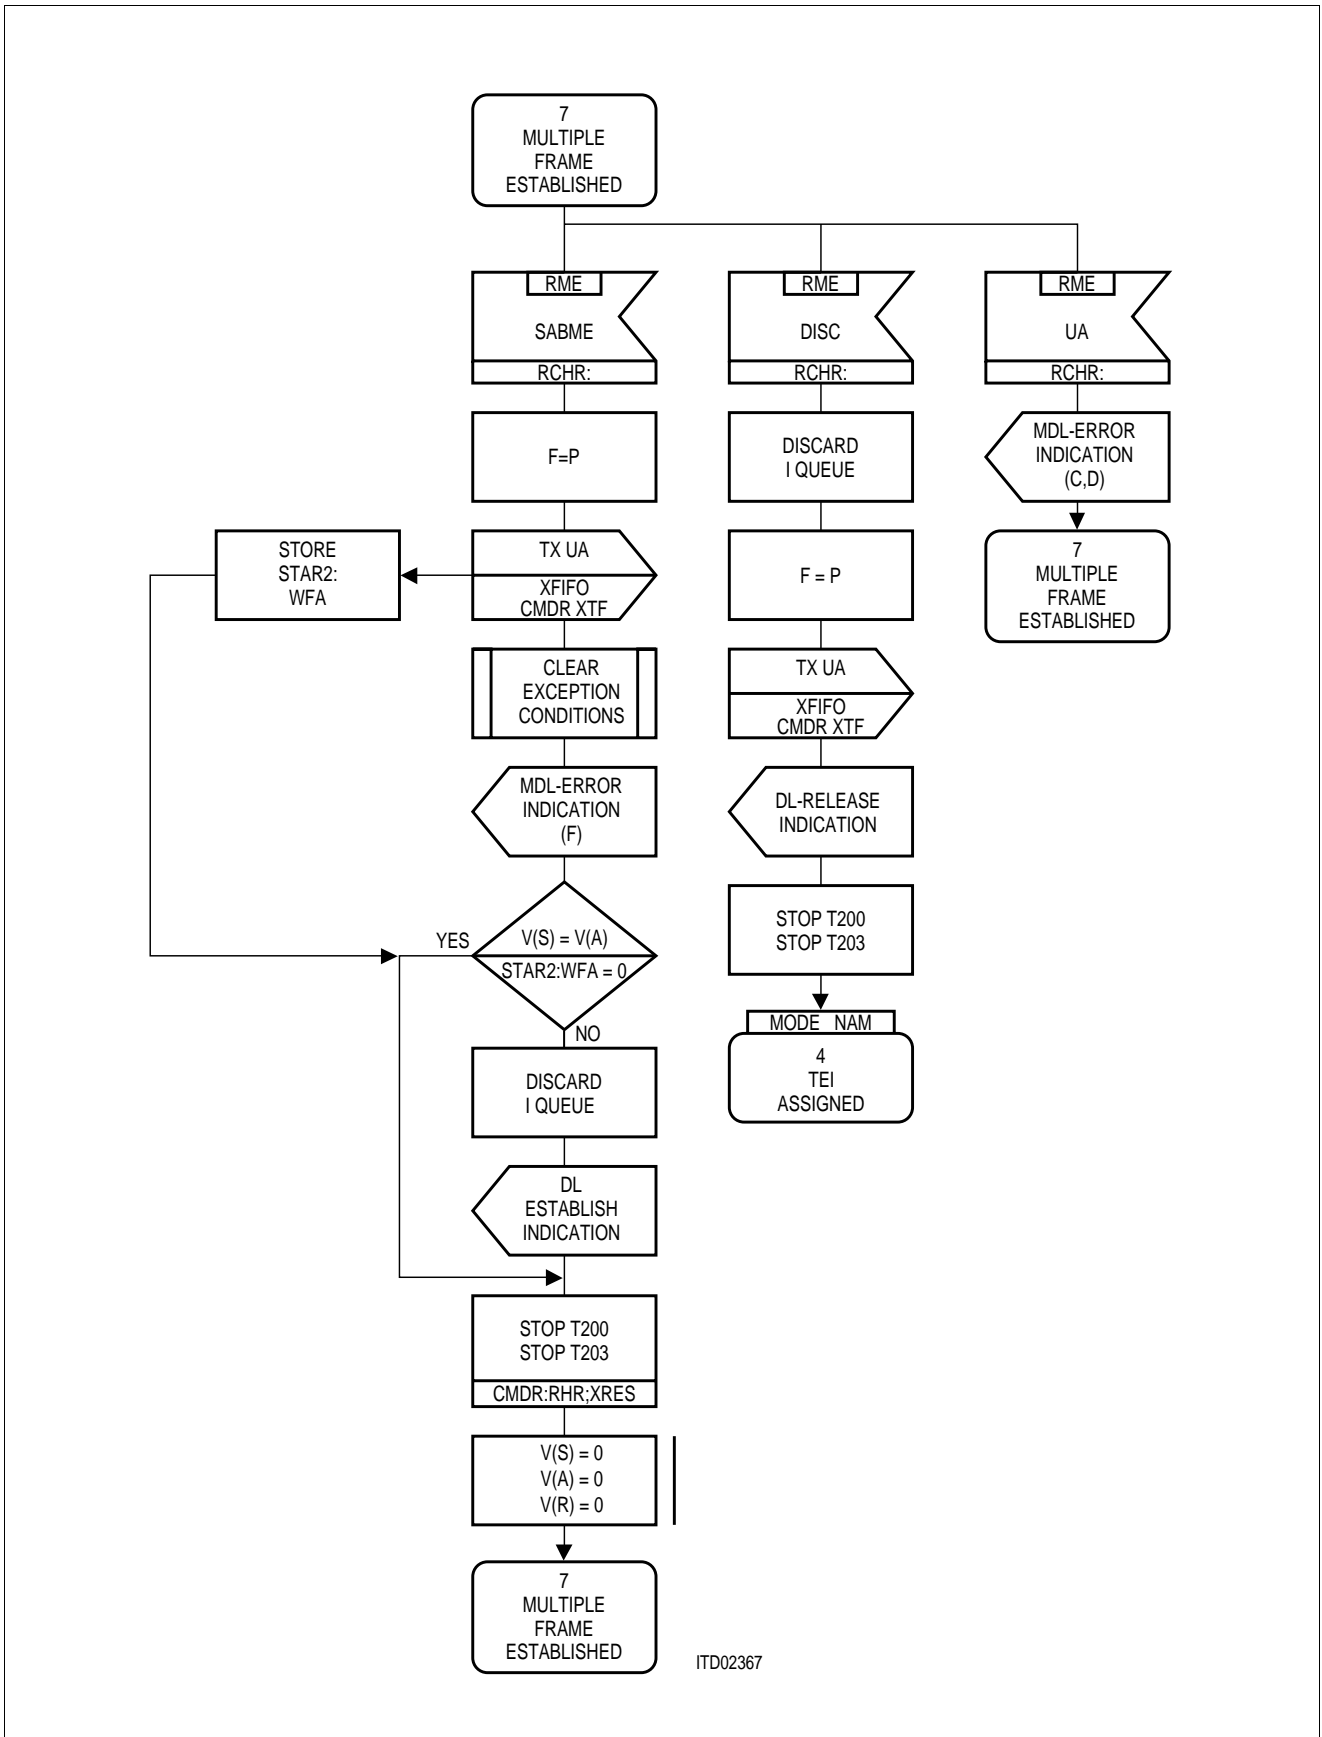 7
MULTIPLE
FRAME
ESTABLISHED
RME
SABME
RCHR:
RME
DISC
RCHR:
RME
UA
RCHR:
F=P
DISCARD
I QUEUE
MDL-ERROR
INDICATION
(C,D)
STORE
STAR2:
WFA
TX UA
XFIFO
CMDR XTF
F = P
7
MULTIPLE
FRAME
ESTABLISHED
CLEAR
EXCEPTION
CONDITIONS
TX UA
XFIFO
CMDR XTF
MDL-ERROR
INDICATION
(F)
DL-RELEASE
INDICATION
YES
V(S) = V(A)
STAR2:WFA = 0
NO
STOP T200
STOP T203
MODE NAM
4
TEI
ASSIGNED
DISCARD
I QUEUE
DL
ESTABLISH
INDICATION
STOP T200
STOP T203
CMDR:RHR;XRES
V(S) = 0
V(A) = 0
V(R) = 0
7
MULTIPLE
FRAME
ESTABLISHED
ITD02367